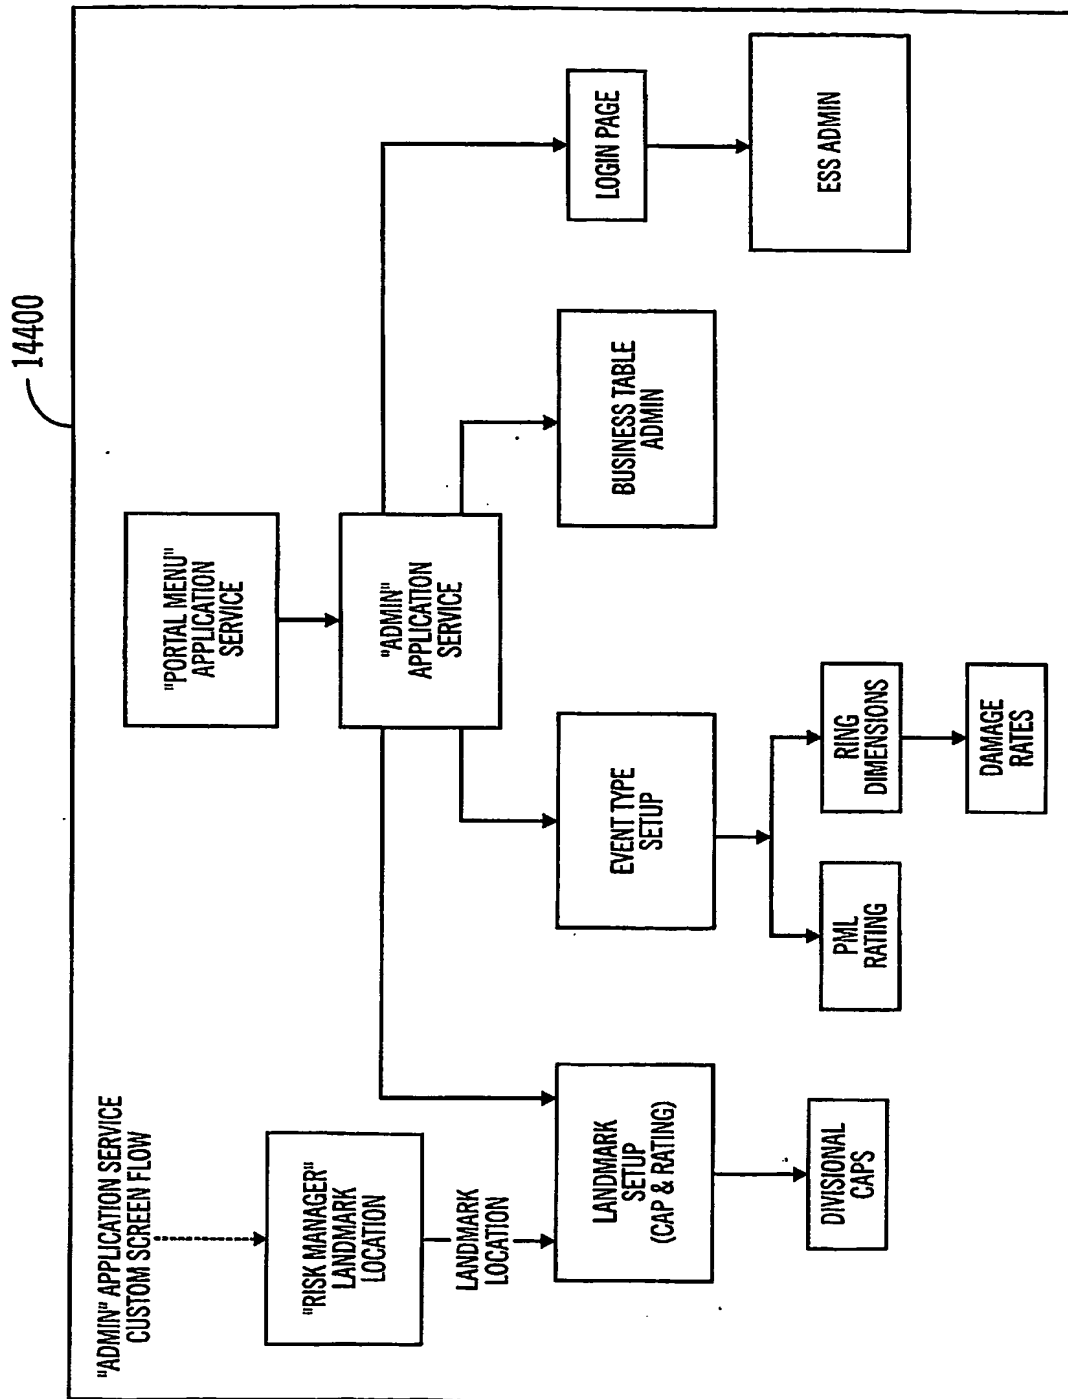 14400
"ADMIN" APPLICATION SERVICE
CUSTOM SCREEN FLOW
"PORTAL MENU"
APPLICATION
SERVICE
"RISK MANAGER"
LANDMARK
LOCATION
"ADMIN"
APPLICATION
SERVICE
LANDMARK
LOCATION
LANDMARK
SETUP
(CAP & RATING)
EVENT TYPE
SETUP
BUSINESS TABLE
ADMIN
LOGIN PAGE
DIVISIONAL
CAPS
PML
RATING
RING
DIMENSIONS
ESS ADMIN
DAMAGE
RATES